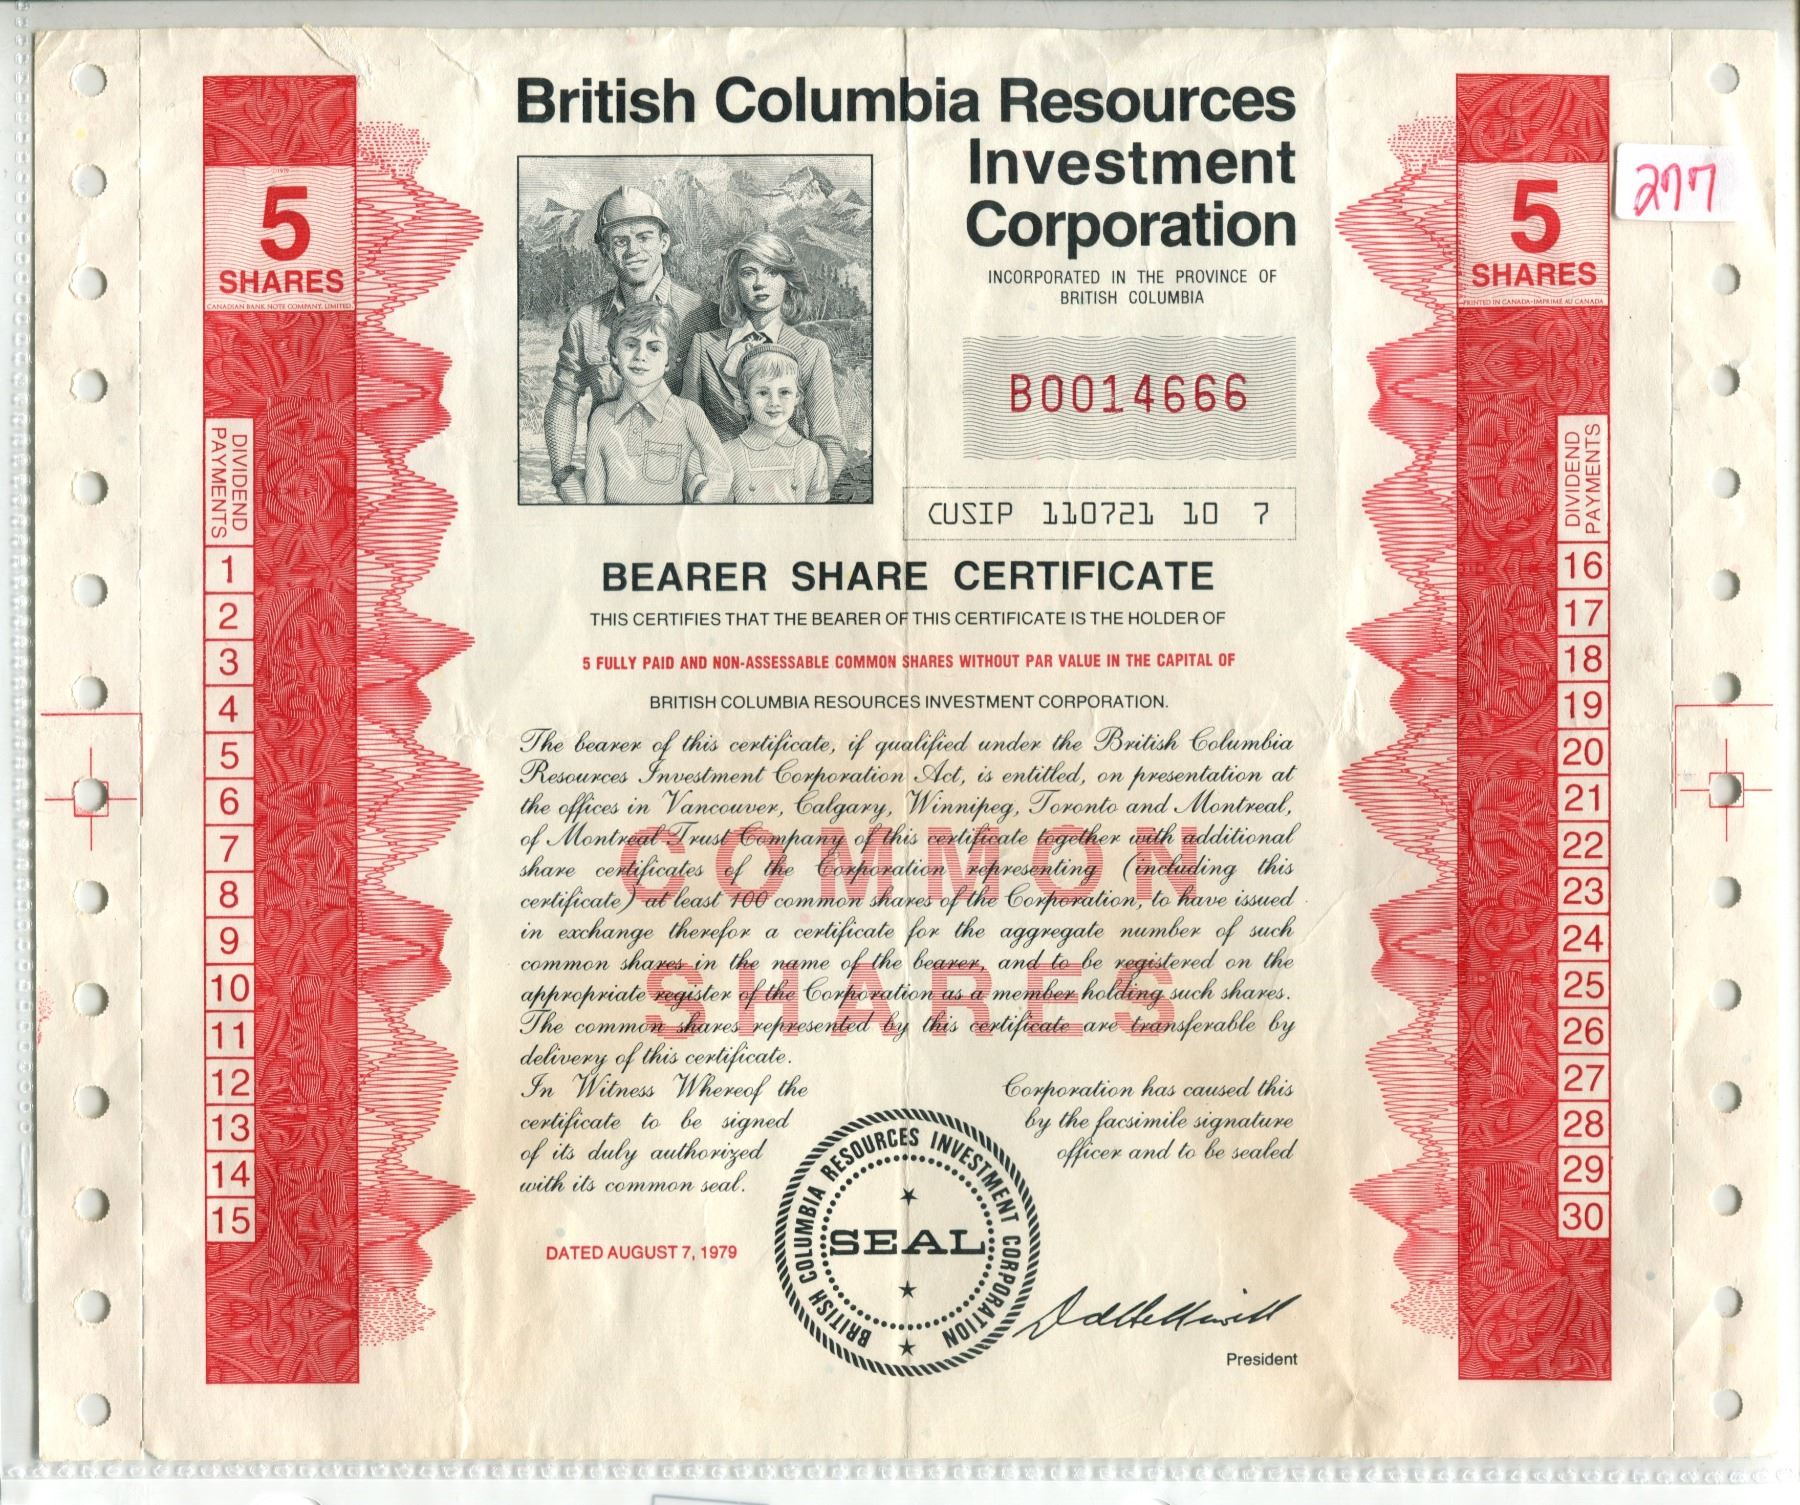 British Columbia Resources
Investment
Corporation
INCORPORATED IN THE PROVINCE OF
BRITISH COLUMBIA
277
1979
5
SHARES
CANADIAN BANK NOTE COMPANY, LIMITED
5
SHARES
PRINTED IN CANADA-IMPRIMÉ AU CANADA
B0014666
CUSIP 110721 10 7
BEARER SHARE CERTIFICATE
THIS CERTIFIES THAT THE BEARER OF THIS CERTIFICATE IS THE HOLDER OF
5 FULLY PAID AND NON-ASSESSABLE COMMON SHARES WITHOUT PAR VALUE IN THE CAPITAL OF
BRITISH COLUMBIA RESOURCES INVESTMENT CORPORATION.
The bearer of this certificate, if qualified under the British Columbia
Resources Investment Corporation Act, is entitled, on presentation at
the offices in Vancouver, Calgary, Winnipeg, Toronto and Montreal,
of Montreal Trust Company of this certificate together with additional
share certificates of the Corporation representing (including this
certificate) at least 100 common shares of the Corporation, to have issued
in exchange therefor a certificate for the aggregate number of such
common shares in the name of the bearer, and to be registered on the
appropriate register of the Corporation as a member holding such shares.
The common shares represented by this certificate are transferable by
delivery of this certificate.
In Witness Whereof the Corporation has caused this
certificate to be signed by the facsimile signature
of its duly authorized officer and to be sealed
with its common seal.
COMMON
SHARES
DATED AUGUST 7, 1979
BRITISH COLUMBIA RESOURCES INVESTMENT CORPORATION
SEAL
President
DIVIDEND
PAYMENTS
1
2
3
4
5
6
7
8
9
10
11
12
13
14
15
DIVIDEND
PAYMENTS
16
17
18
19
20
21
22
23
24
25
26
27
28
29
30